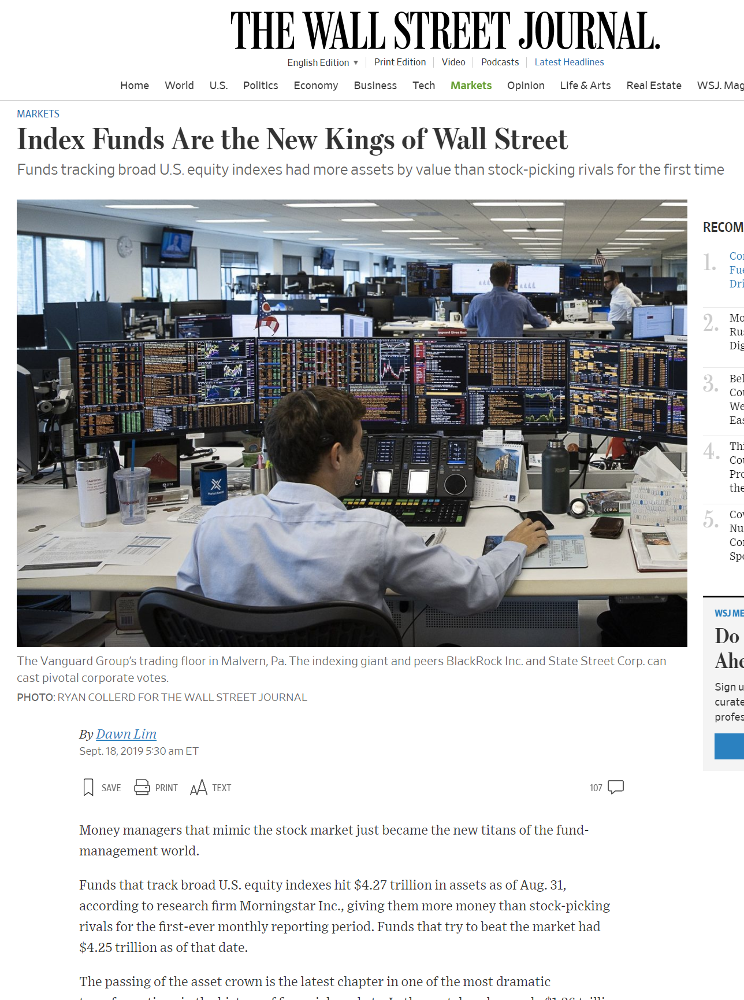 THE WALL STREET JOURNAL.
English Edition ▼ Print Edition Video Podcasts Latest Headlines
Home World U.S. Politics Economy Business Tech Markets Opinion Life & Arts Real Estate WSJ. Mag
MARKETS
Index Funds Are the New Kings of Wall Street
Funds tracking broad U.S. equity indexes had more assets by value than stock-picking rivals for the first time
Vanguard Gives Back
CAUTION:
The Vanguard Group's trading floor in Malvern, Pa. The indexing giant and peers BlackRock Inc. and State Street Corp. can
cast pivotal corporate votes.
PHOTO: RYAN COLLERD FOR THE WALL STREET JOURNAL
By Dawn Lim
Sept. 18, 2019 5:30 am ET
SAVE PRINT TEXT 107
Money managers that mimic the stock market just became the new titans of the fund-
management world.
Funds that track broad U.S. equity indexes hit $4.27 trillion in assets as of Aug. 31,
according to research firm Morningstar Inc., giving them more money than stock-picking
rivals for the first-ever monthly reporting period. Funds that try to beat the market had
$4.25 trillion as of that date.
The passing of the asset crown is the latest chapter in one of the most dramatic
RECOM
1. Co
Fue
Dri
2. Mo
Rus
Dig
3. Bel
Cou
We
Eas
4. Thi
Cou
Pro
the
5. Cov
Nu
Co
Spo
WSJ ME
Do
Ahe
Sign u
curate
profes